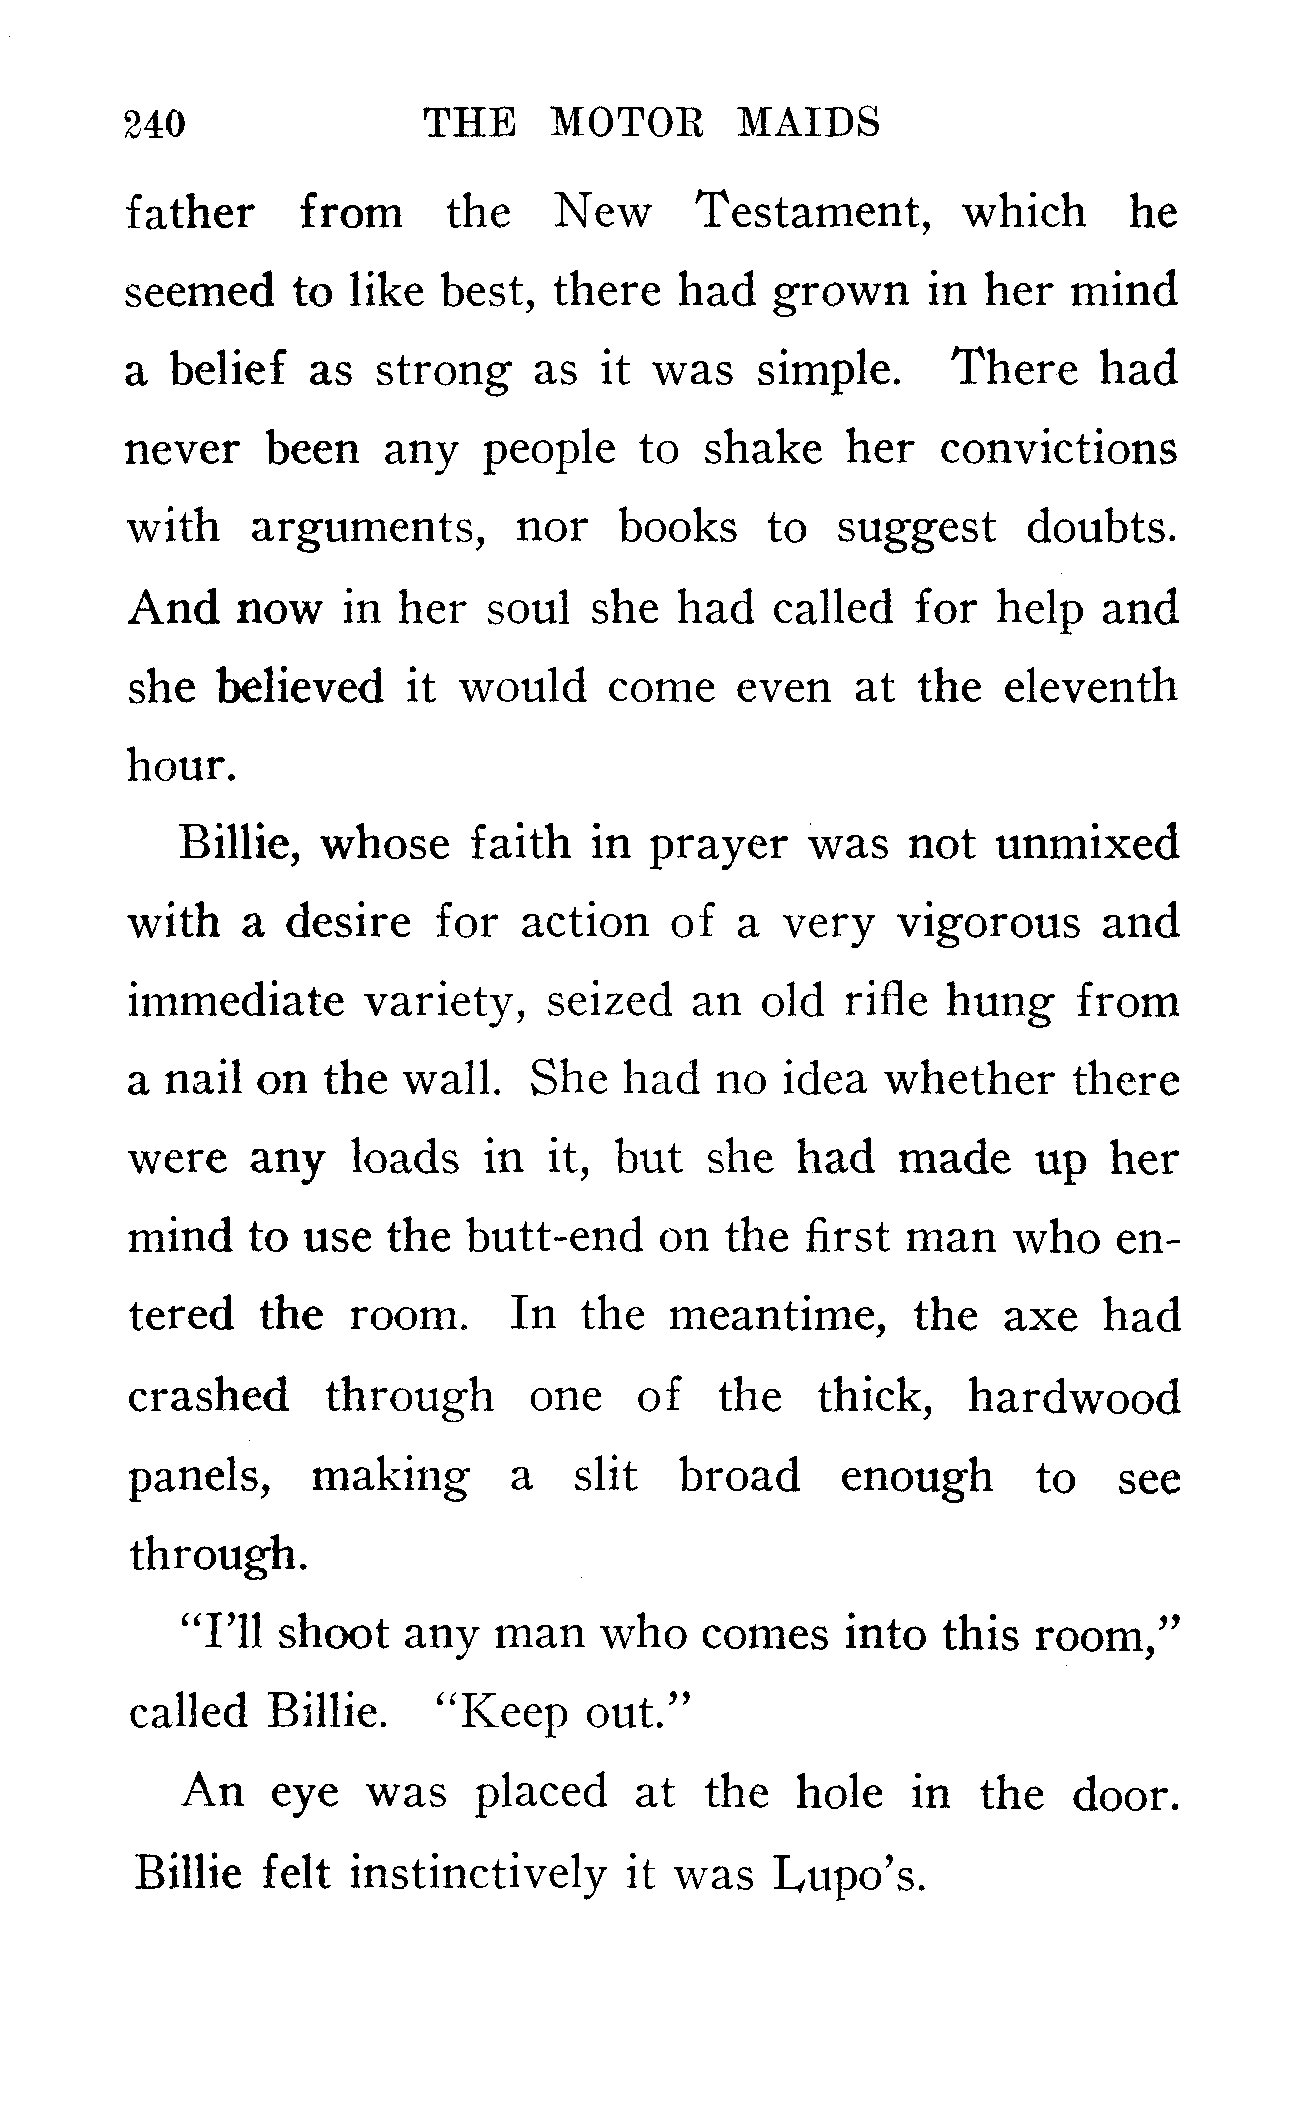 240 THE MOTOR MAIDS
father from the New Testament, which he
seemed to like best, there had grown in her mind
a belief as strong as it was simple. There had
never been any people to shake her convictions
with arguments, nor books to suggest doubts.
And now in her soul she had called for help and
she believed it would come even at the eleventh
hour.
Billie, whose faith in prayer was not unmixed
with a desire for action of a very vigorous and
immediate variety, seized an old rifle hung from
a nail on the wall. She had no idea whether there
were any loads in it, but she had made up her
mind to use the butt-end on the first man who en-
tered the room. In the meantime, the axe had
crashed through one of the thick, hardwood
panels, making a slit broad enough to see
through.
“I’ll shoot any man who comes into this room,”
called Billie. “Keep out.”
An eye was placed at the hole in the door.
Billie felt instinctively it was Lupo’s.